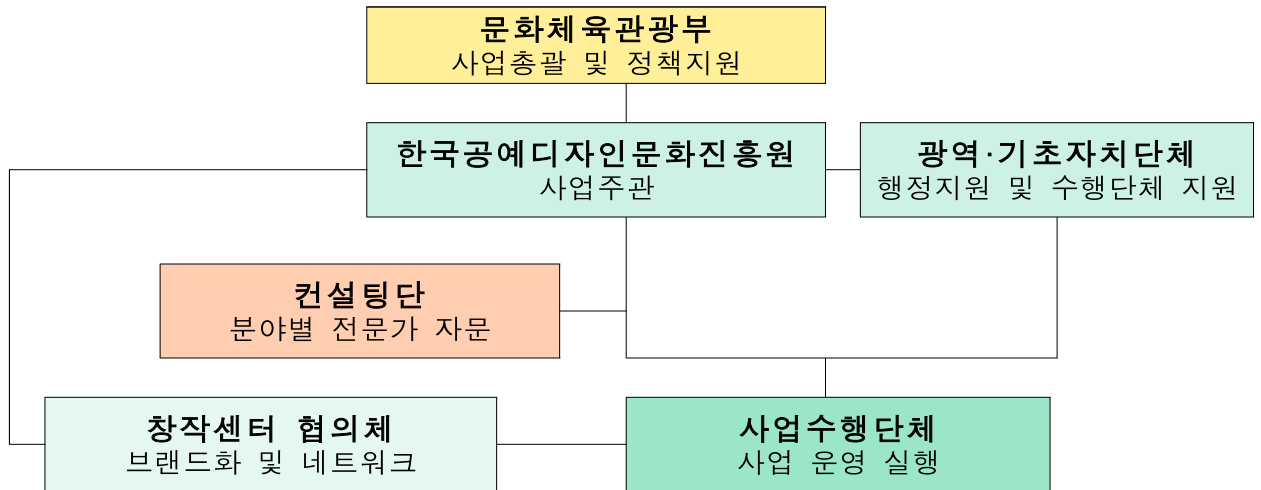 문화체육관광부
사업총괄 및 정책지원
한국공예디자인문화진흥원
사업주관
광역·기초자치단체
행정지원 및 수행단체 지원
컨설팅단
분야별 전문가 자문
창작센터 협의체
브랜드화 및 네트워크
사업수행단체
사업 운영 실행